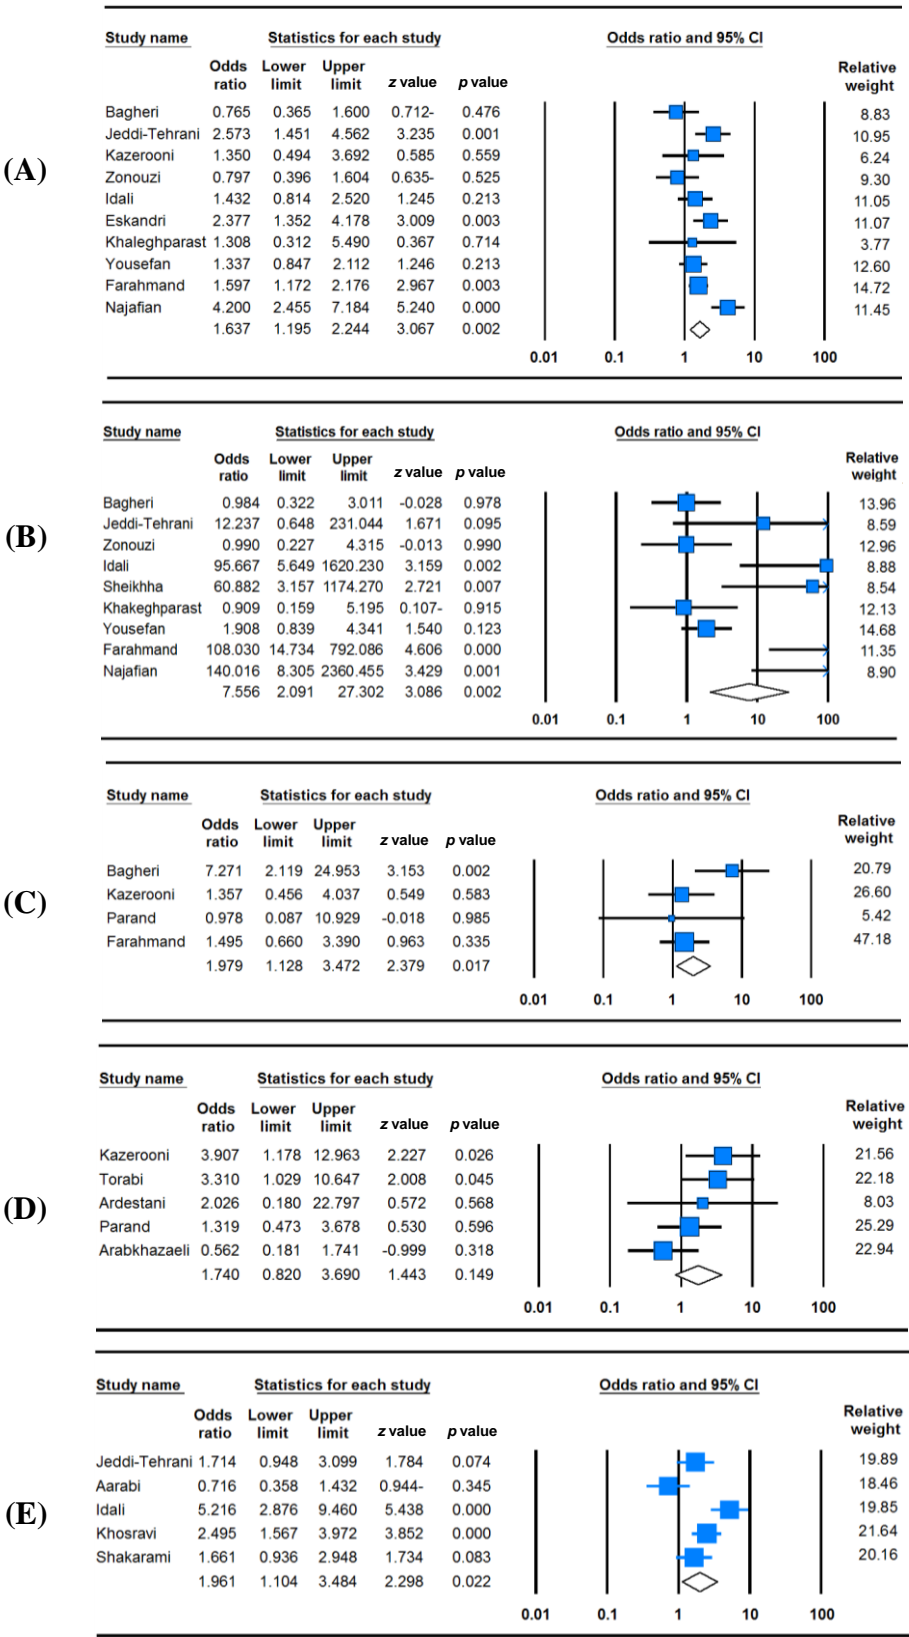 (A)
Study name Statistics for each study Odds ratio and 95% CI
Odds ratio Lower limit Upper limit z value p value Relative weight
Bagheri 0.765 0.365 1.600 0.712- 0.476 8.83
Jeddi-Tehrani 2.573 1.451 4.562 3.235 0.001 10.95
Kazerooni 1.350 0.494 3.692 0.585 0.559 6.24
Zonouzi 0.797 0.396 1.604 0.635- 0.525 9.30
Idali 1.432 0.814 2.520 1.245 0.213 11.05
Eskandri 2.377 1.352 4.178 3.009 0.003 11.07
Khaleghparast 1.308 0.312 5.490 0.367 0.714 3.77
Yousefan 1.337 0.847 2.112 1.246 0.213 12.60
Farahmand 1.597 1.172 2.176 2.967 0.003 14.72
Najafian 4.200 2.455 7.184 5.240 0.000 11.45
1.637 1.195 2.244 3.067 0.002
0.01 0.1 1 10 100
(B)
Study name Statistics for each study Odds ratio and 95% CI
Odds ratio Lower limit Upper limit z value p value Relative weight
Bagheri 0.984 0.322 3.011 -0.028 0.978 13.96
Jeddi-Tehrani 12.237 0.648 231.044 1.671 0.095 8.59
Zonouzi 0.990 0.227 4.315 -0.013 0.990 12.96
Idali 95.667 5.649 1620.230 3.159 0.002 8.88
Sheikhha 60.882 3.157 1174.270 2.721 0.007 8.54
Khakeghparast 0.909 0.159 5.195 0.107- 0.915 12.13
Yousefan 1.908 0.839 4.341 1.540 0.123 14.68
Farahmand 108.030 14.734 792.086 4.606 0.000 11.35
Najafian 140.016 8.305 2360.455 3.429 0.001 8.90
7.556 2.091 27.302 3.086 0.002
0.01 0.1 1 10 100
(C)
Study name Statistics for each study Odds ratio and 95% CI
Odds ratio Lower limit Upper limit z value p value Relative weight
Bagheri 7.271 2.119 24.953 3.153 0.002 20.79
Kazerooni 1.357 0.456 4.037 0.549 0.583 26.60
Parand 0.978 0.087 10.929 -0.018 0.985 5.42
Farahmand 1.495 0.660 3.390 0.963 0.335 47.18
1.979 1.128 3.472 2.379 0.017
0.01 0.1 1 10 100
(D)
Study name Statistics for each study Odds ratio and 95% CI
Odds ratio Lower limit Upper limit z value p value Relative weight
Kazerooni 3.907 1.178 12.963 2.227 0.026 21.56
Torabi 3.310 1.029 10.647 2.008 0.045 22.18
Ardestani 2.026 0.180 22.797 0.572 0.568 8.03
Parand 1.319 0.473 3.678 0.530 0.596 25.29
Arabkhazaeli 0.562 0.181 1.741 -0.999 0.318 22.94
1.740 0.820 3.690 1.443 0.149
0.01 0.1 1 10 100
(E)
Study name Statistics for each study Odds ratio and 95% CI
Odds ratio Lower limit Upper limit z value p value Relative weight
Jeddi-Tehrani 1.714 0.948 3.099 1.784 0.074 19.89
Aarabi 0.716 0.358 1.432 0.944- 0.345 18.46
Idali 5.216 2.876 9.460 5.438 0.000 19.85
Khosravi 2.495 1.567 3.972 3.852 0.000 21.64
Shakarami 1.661 0.936 2.948 1.734 0.083 20.16
1.961 1.104 3.484 2.298 0.022
0.01 0.1 1 10 100